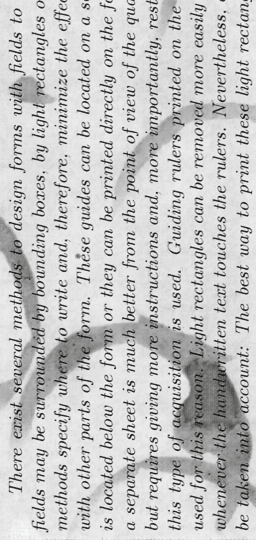 There exist several methods to design forms with fields to
fields may be surrounded by bounding boxes, by light rectangles o
methods specify where to write and, therefore, minimize the effe
with other parts of the form. These guides can be located on a s
is located below the form or they can be printed directly on the fo
a separate sheet is much better from the point of view of the qua
but requires giving more instructions and, more importantly, rest
this type of acquisition is used. Guiding rulers printed on the
used for this reason. Light rectangles can be removed more easily
whenever the handwritten text touches the rulers. Nevertheless,
be taken into account: The best way to print these light rectang